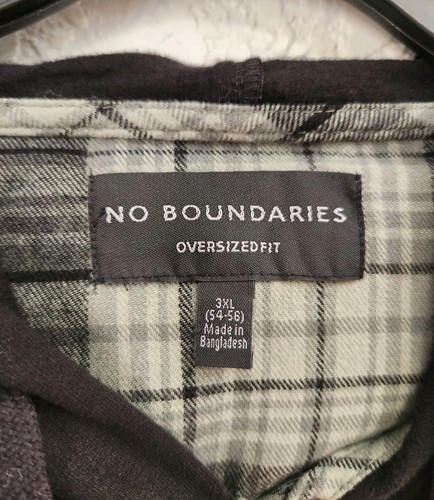 NO BOUNDARIES
OVERSIZED FIT
3XL
(54-56)
Made in
Bangladesh